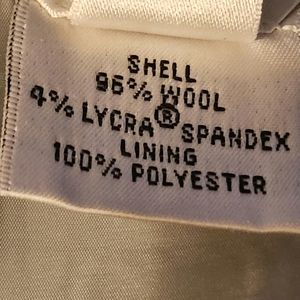 SHELL
96% WOOL
4% LYCRA® SPANDEX
LINING
100% POLYESTER